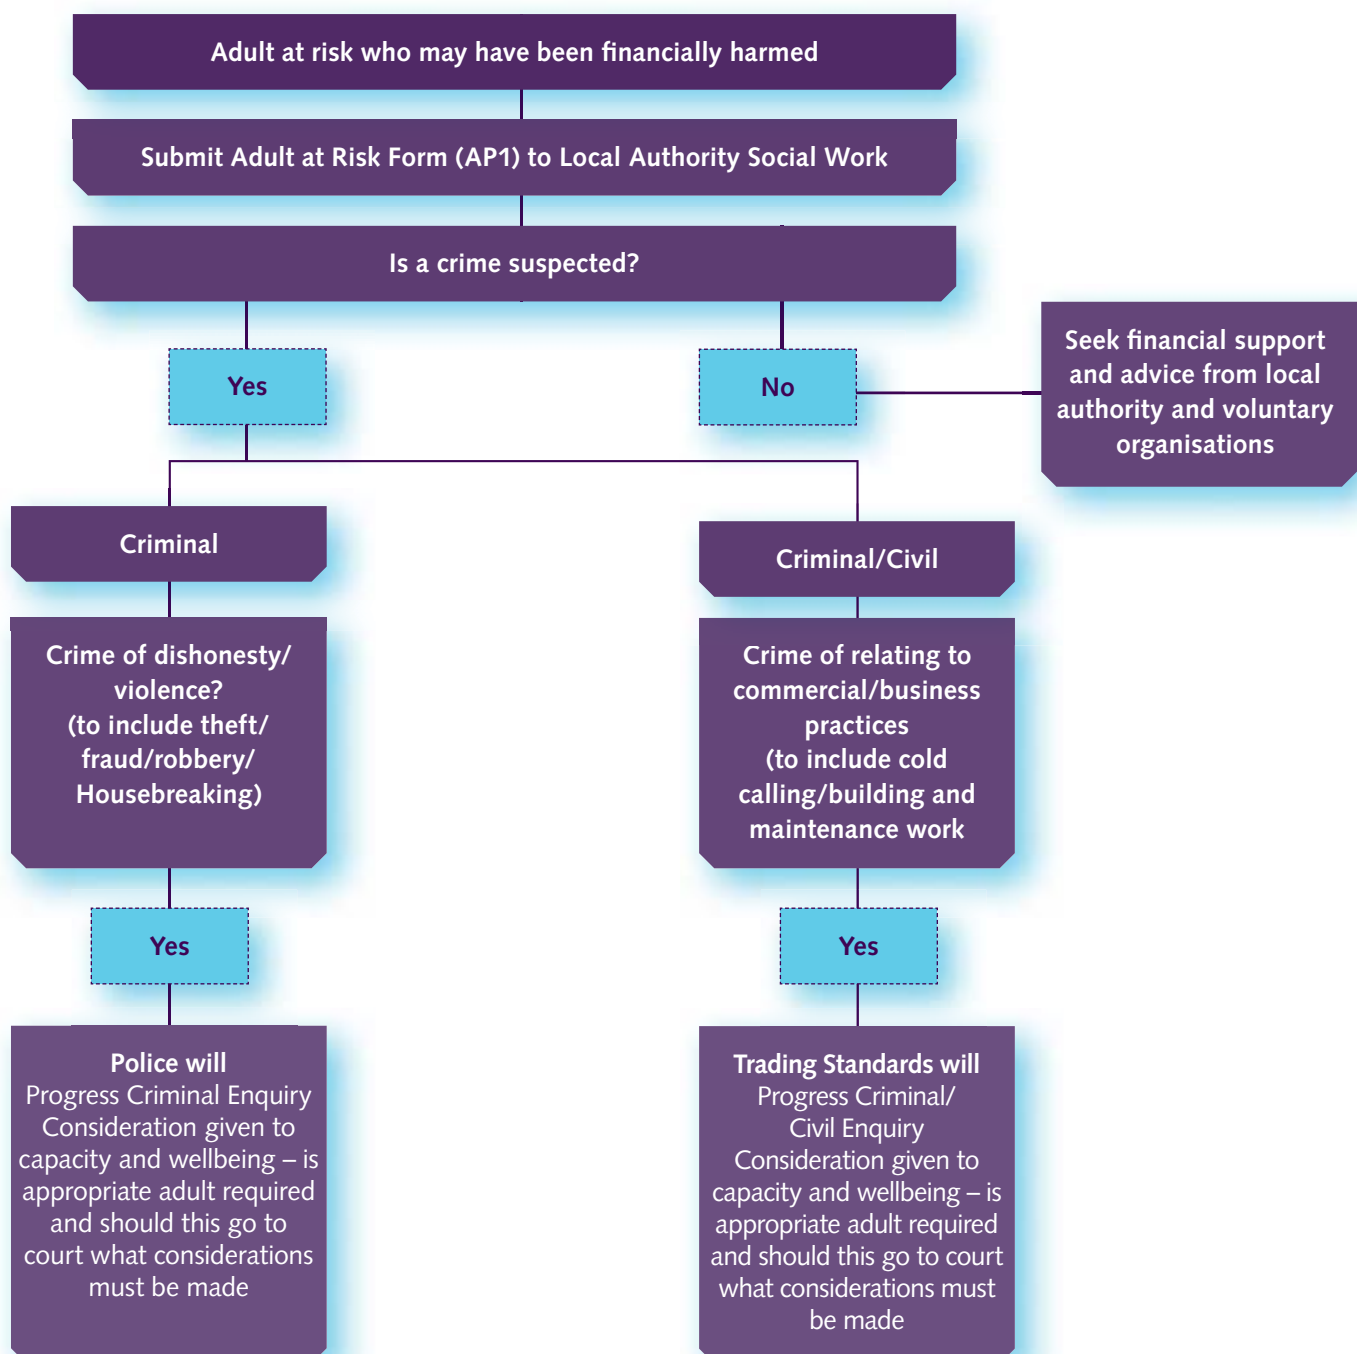 Adult at risk who may have been financially harmed
Submit Adult at Risk Form (AP1) to Local Authority Social Work
Is a crime suspected?
Yes
No
Seek financial support
and advice from local
authority and voluntary
organisations
Criminal
Criminal/Civil
Crime of dishonesty/
violence?
(to include theft/
fraud/robbery/
Housebreaking)
Crime of relating to
commercial/business
practices
(to include cold
calling/building and
maintenance work
Yes
Yes
Police will
Progress Criminal Enquiry
Consideration given to
capacity and wellbeing – is
appropriate adult required
and should this go to
court what considerations
must be made
Trading Standards will
Progress Criminal/
Civil Enquiry
Consideration given to
capacity and wellbeing – is
appropriate adult required
and should this go to court
what considerations must
be made